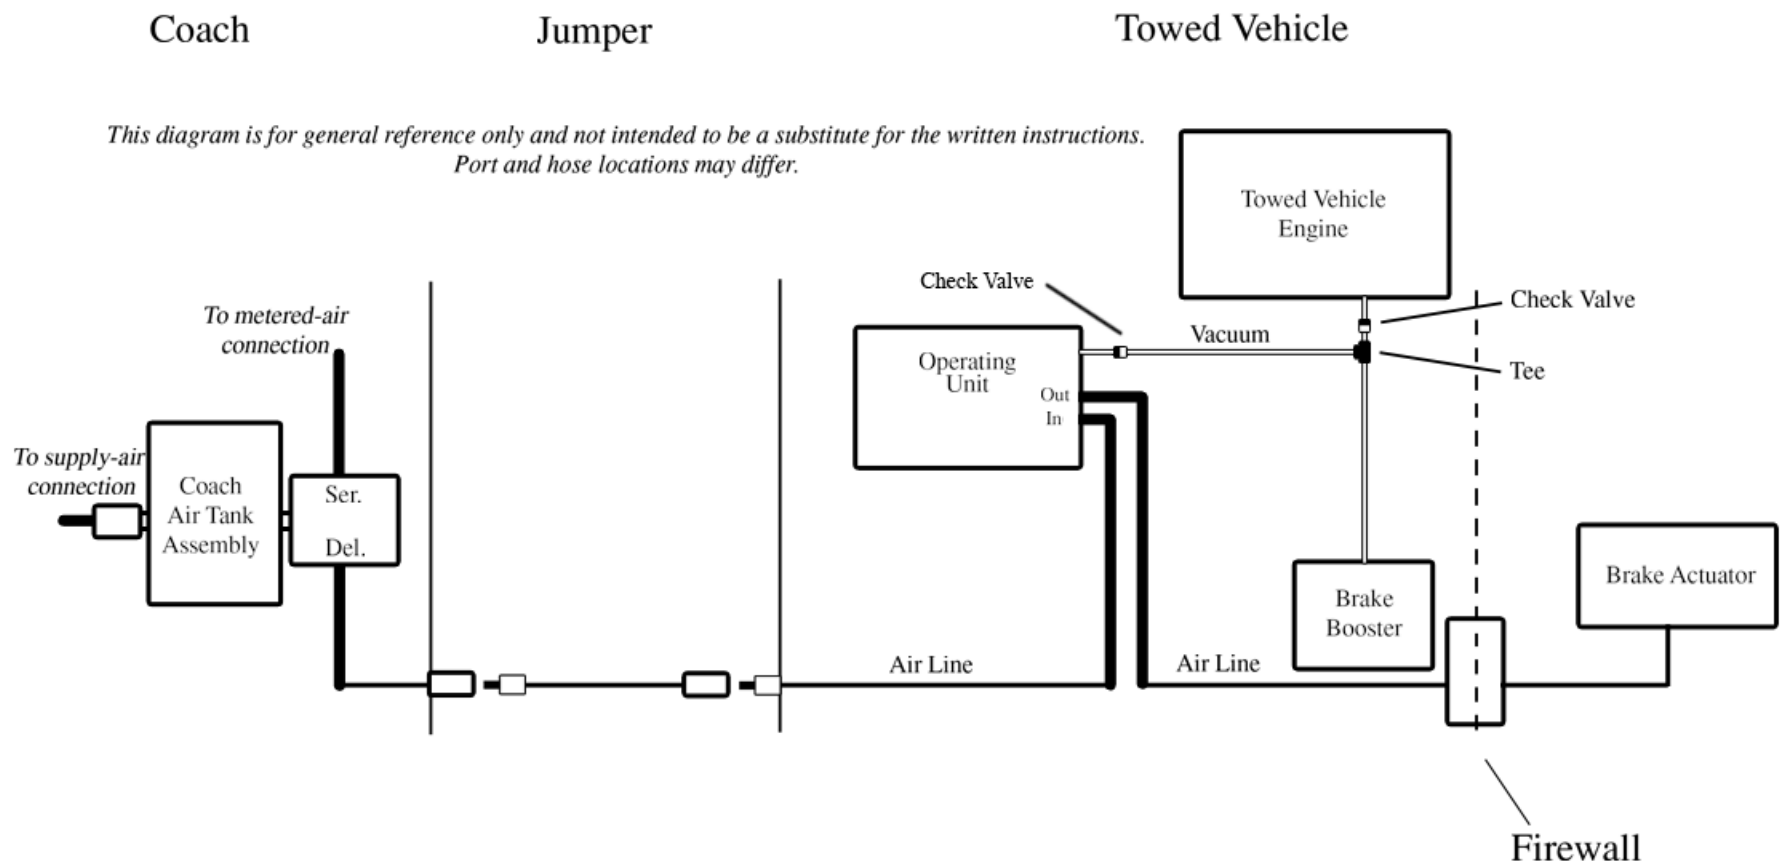 Coach
Jumper
Towed Vehicle
This diagram is for general reference only and not intended to be a substitute for the written instructions.
Port and hose locations may differ.
Towed Vehicle
Engine
Check Valve
Check Valve
To metered-air
connection
Vacuum
Operating
Unit
Tee
Out
In
To supply-air
connection
Coach
Air Tank
Assembly
Ser.
Del.
Brake Actuator
Brake
Booster
Air Line
Air Line
Firewall